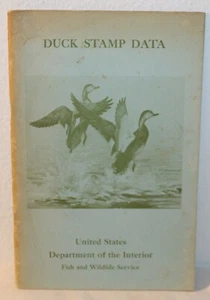 DUCK STAMP DATA
United States
Department of the Interior
Fish and Wildlife Service